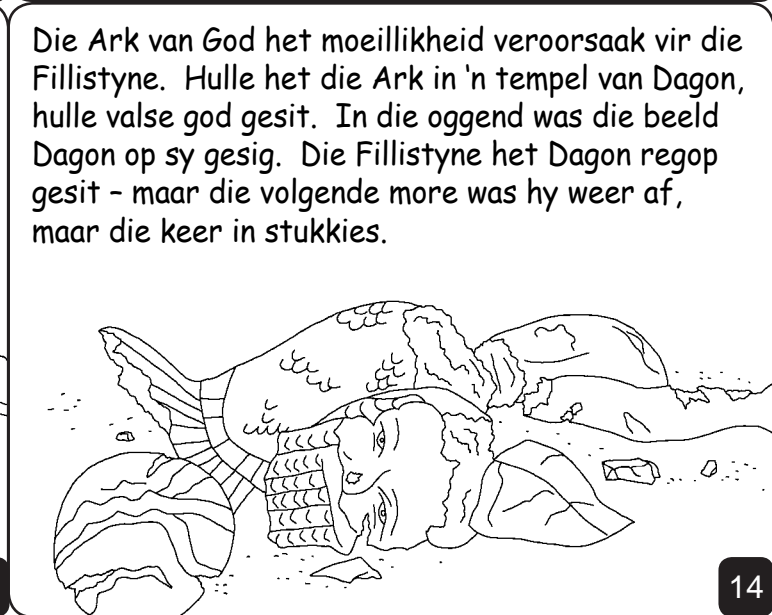 Die Ark van God het moeillikheid veroorsaak vir die
Fillistyne.  Hulle het die Ark in 'n tempel van Dagon,
hulle valse god gesit.  In die oggend was die beeld
Dagon op sy gesig.  Die Fillistyne het Dagon regop
gesit – maar die volgende more was hy weer af,
maar die keer in stukkies.
14